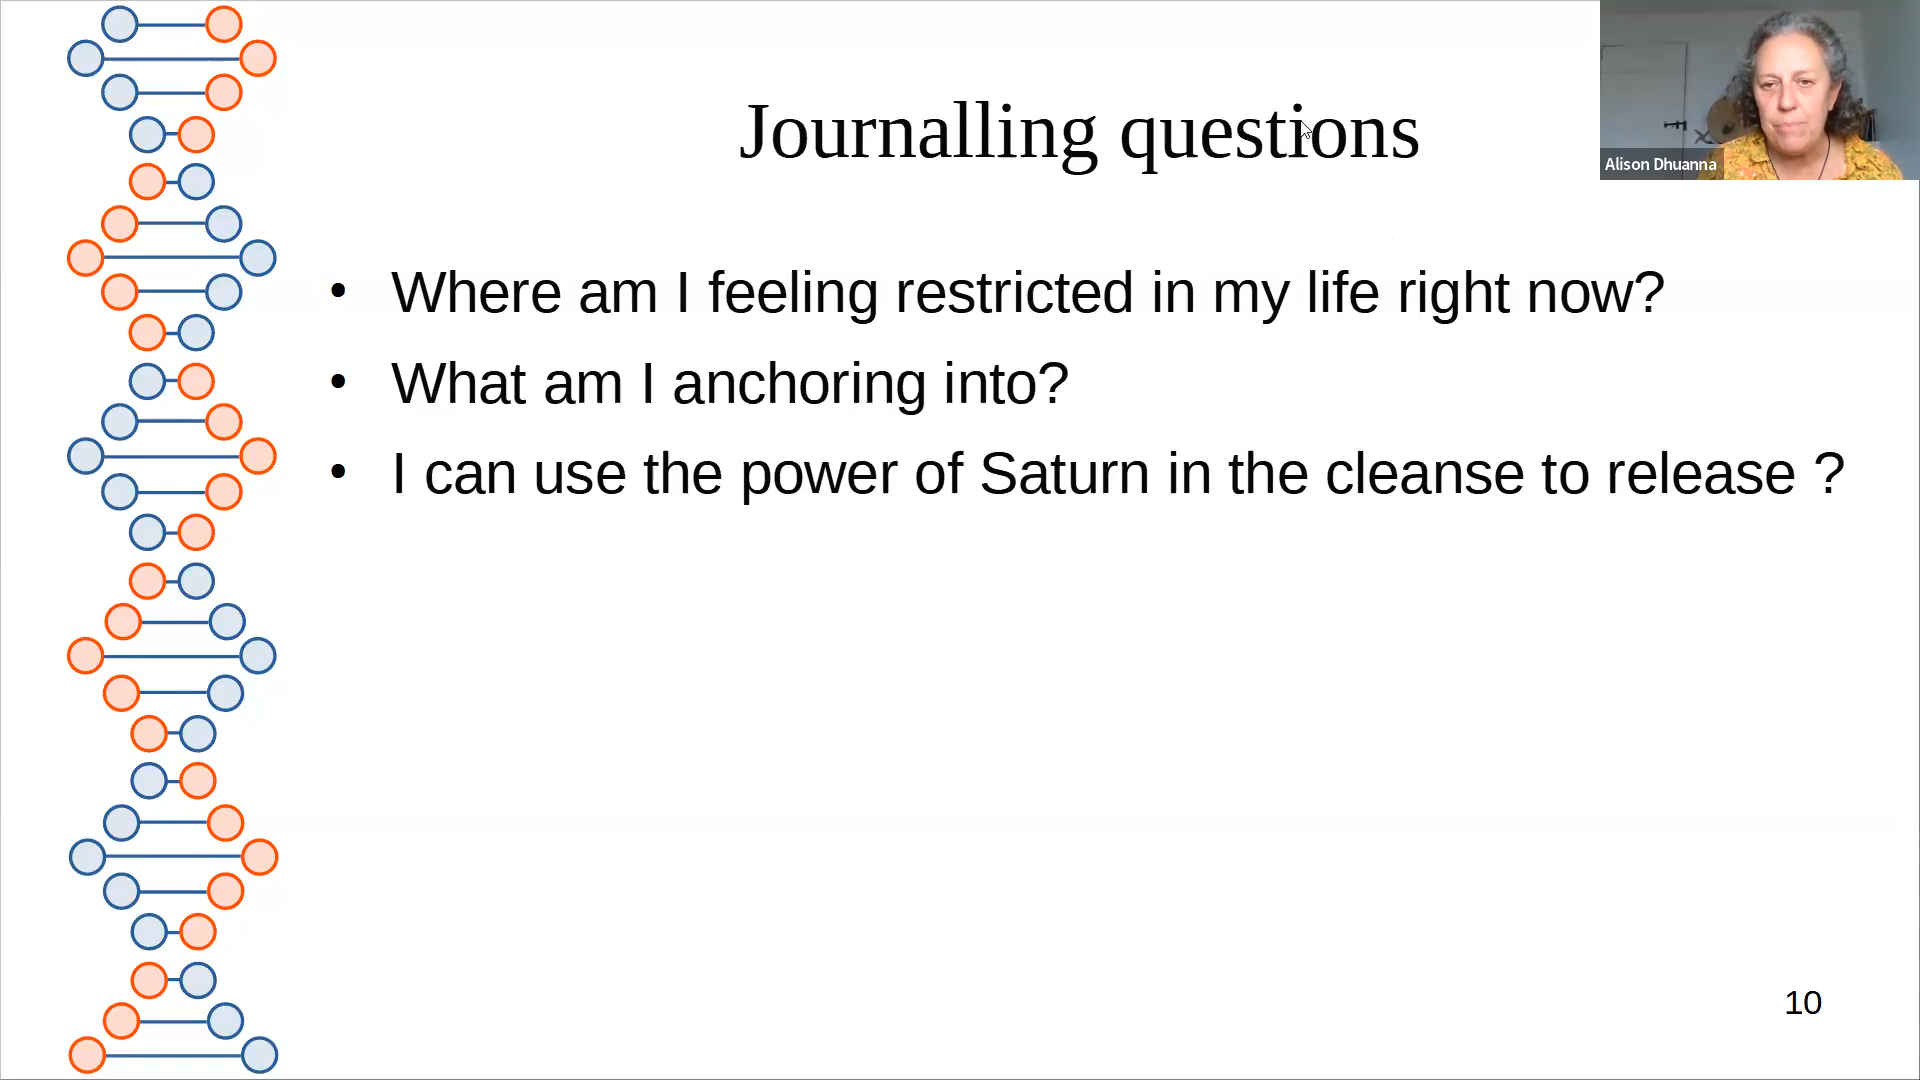 Journalling questions
Alison Dhuanna
• Where am I feeling restricted in my life right now?
• What am I anchoring into?
• I can use the power of Saturn in the cleanse to release ?
10